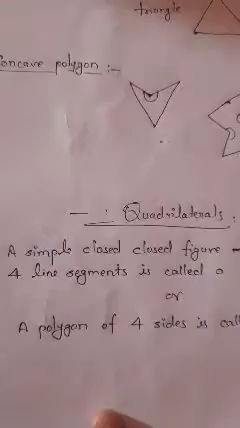 triangle
concave polygon :-
— : Quadrilaterals :
A simple closed closed figure
4 line segments is called a
or
A polygon of 4 sides is call